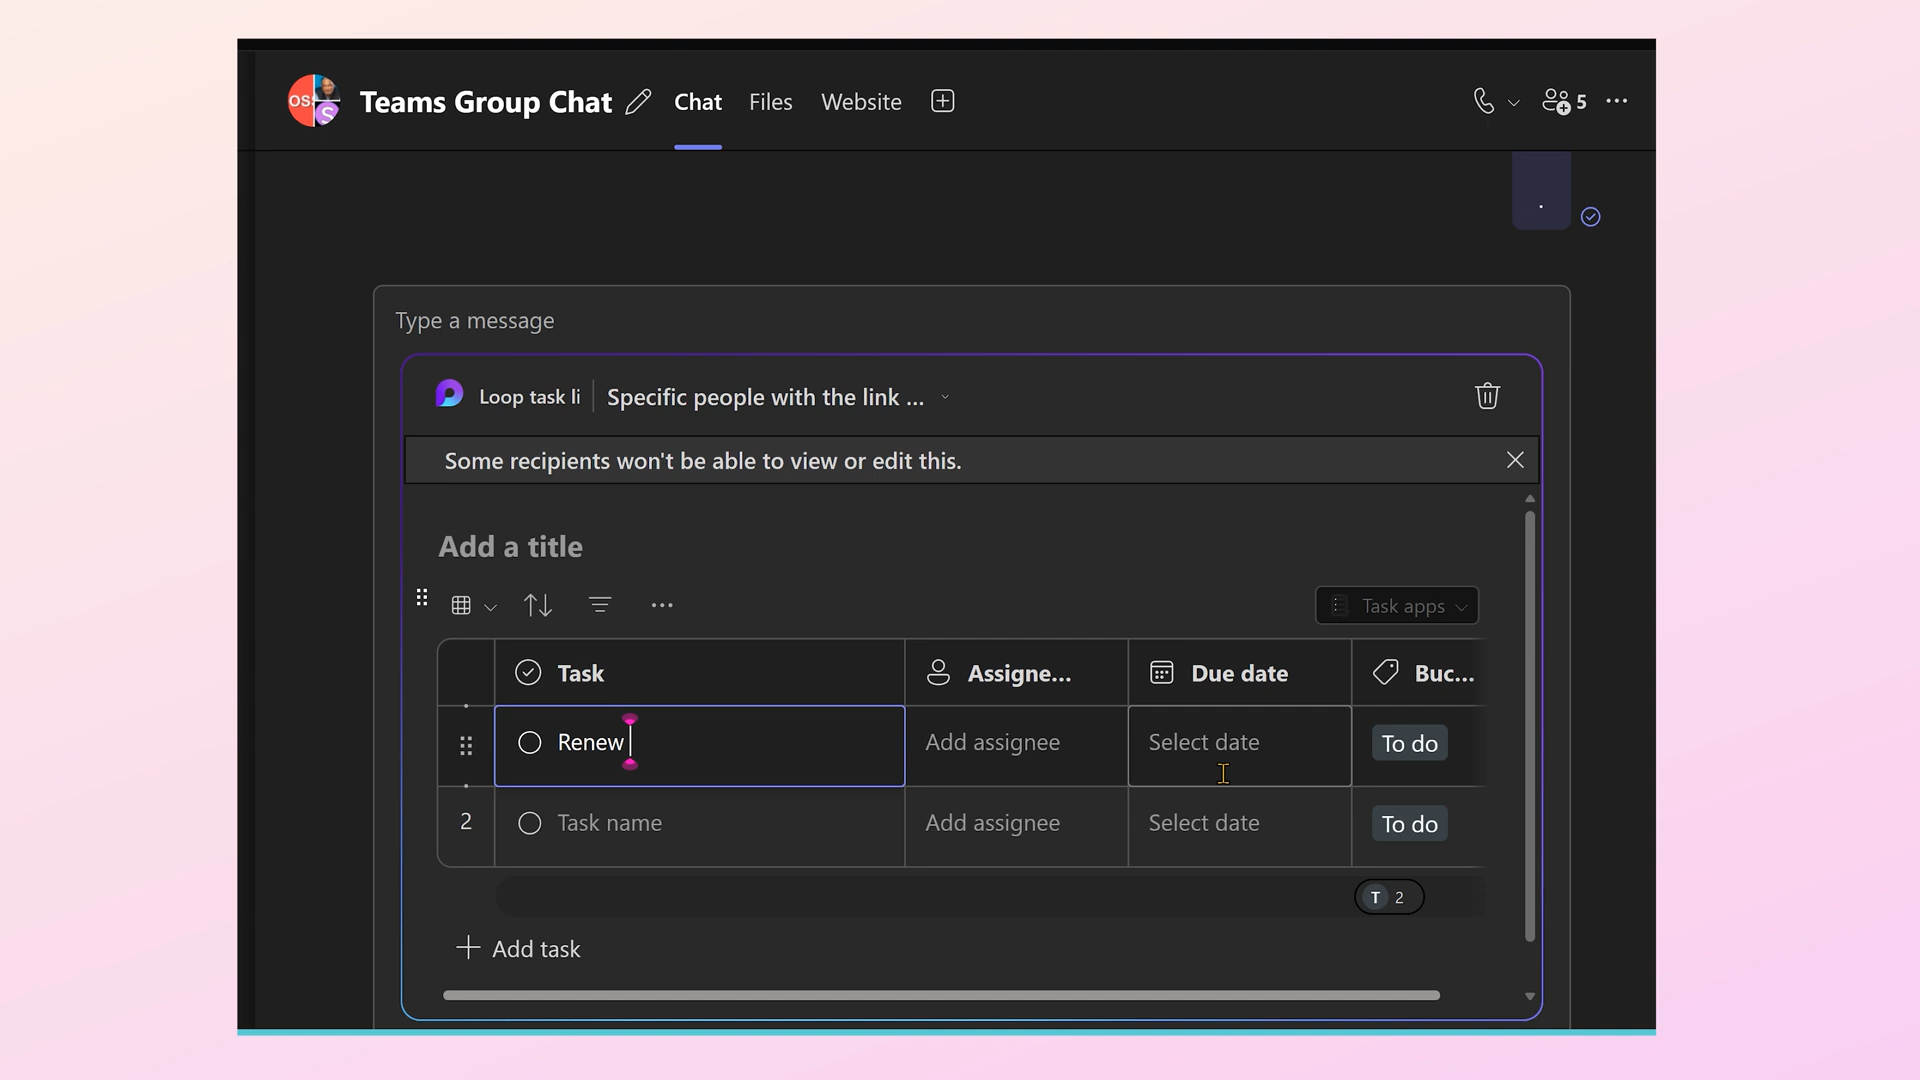 OS
S
Teams Group Chat
Chat
Files
Website
5
.
Type a message
Loop task li
Specific people with the link ...
Some recipients won't be able to view or edit this.
Add a title
Task apps
Task
Assigne...
Due date
Buc...
Renew
Add assignee
Select date
To do
2
Task name
Add assignee
Select date
To do
T 2
Add task